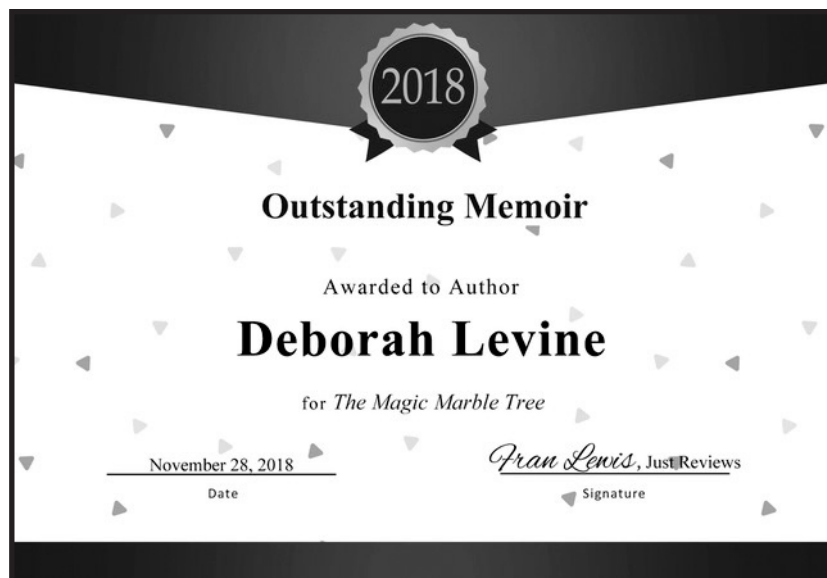 2018
Outstanding Memoir
Awarded to Author
Deborah Levine
for The Magic Marble Tree
November 28, 2018
Fran Lewis, Just Reviews
Date
Signature